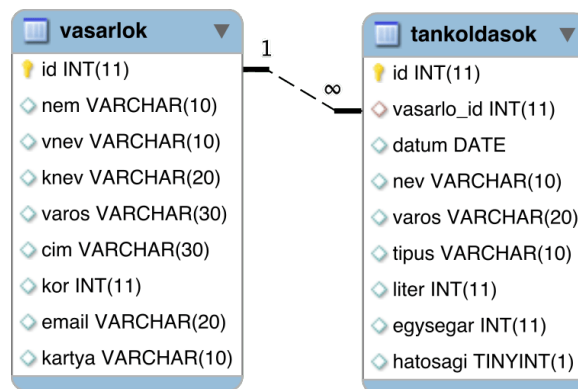 vasarlok
id INT(11)
nem VARCHAR(10)
vnev VARCHAR(10)
knev VARCHAR(20)
varos VARCHAR(30)
cim VARCHAR(30)
kor INT(11)
email VARCHAR(20)
kartya VARCHAR(10)
1
∞
tankoldasok
id INT(11)
vasarlo_id INT(11)
datum DATE
nev VARCHAR(10)
varos VARCHAR(20)
tipus VARCHAR(10)
liter INT(11)
egysegar INT(11)
hatosagi TINYINT(1)